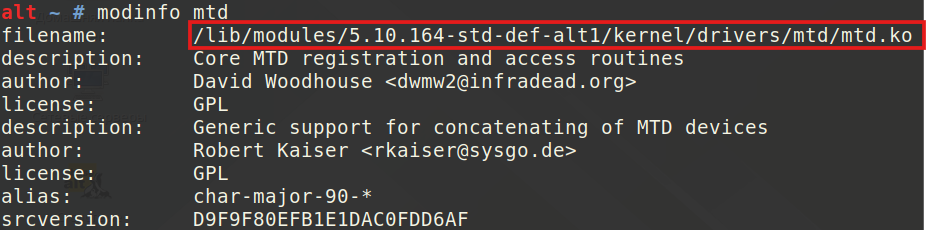 alt ~ # modinfo mtd
filename:       /lib/modules/5.10.164-std-def-alt1/kernel/drivers/mtd/mtd.ko
description:    Core MTD registration and access routines
author:         David Woodhouse <dwmw2@infradead.org>
license:        GPL
description:    Generic support for concatenating of MTD devices
author:         Robert Kaiser <rkaiser@sysgo.de>
license:        GPL
alias:          char-major-90-*
srcversion:     D9F9F80EFB1E1DAC0FDD6AF